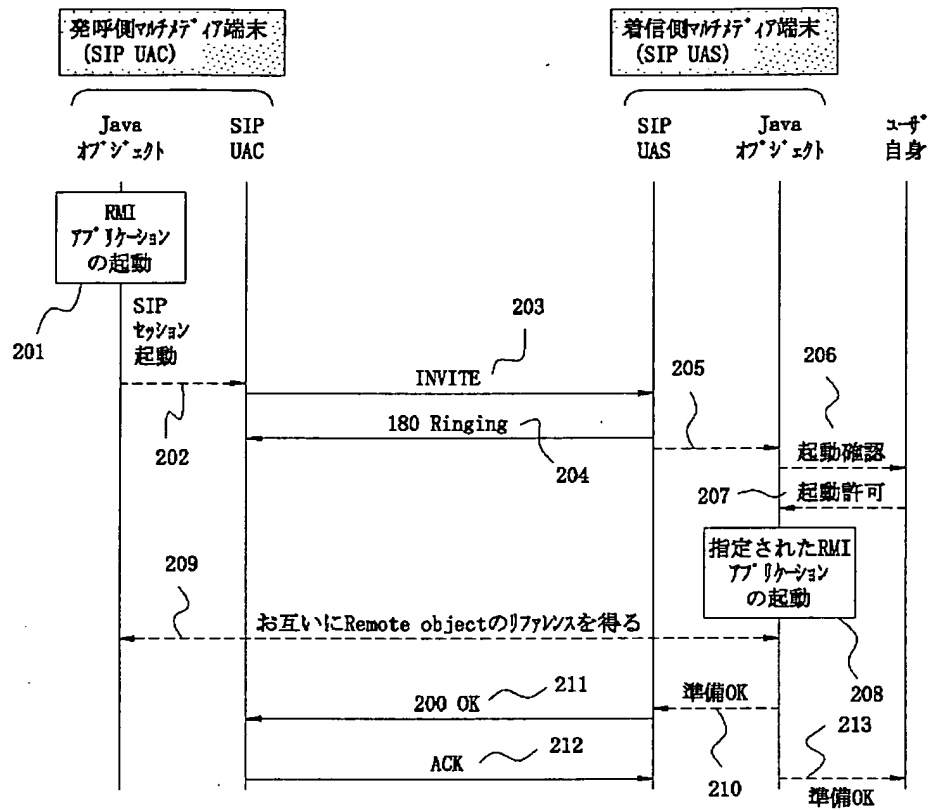 発呼側マルチメディア端末
(SIP UAC)
着信側マルチメディア端末
(SIP UAS)
Java
オブジェクト
SIP
UAC
SIP
UAS
Java
オブジェクト
ユーザ
自身
RMI
アプリケーション
の起動
201
SIP
セッション
起動
202
203
INVITE
180 Ringing
204
205
206
起動確認
207
起動許可
指定されたRMI
アプリケーション
の起動
208
209
お互いにRemote objectのリファレンスを得る
200 OK
211
準備OK
210
ACK
212
213
準備OK